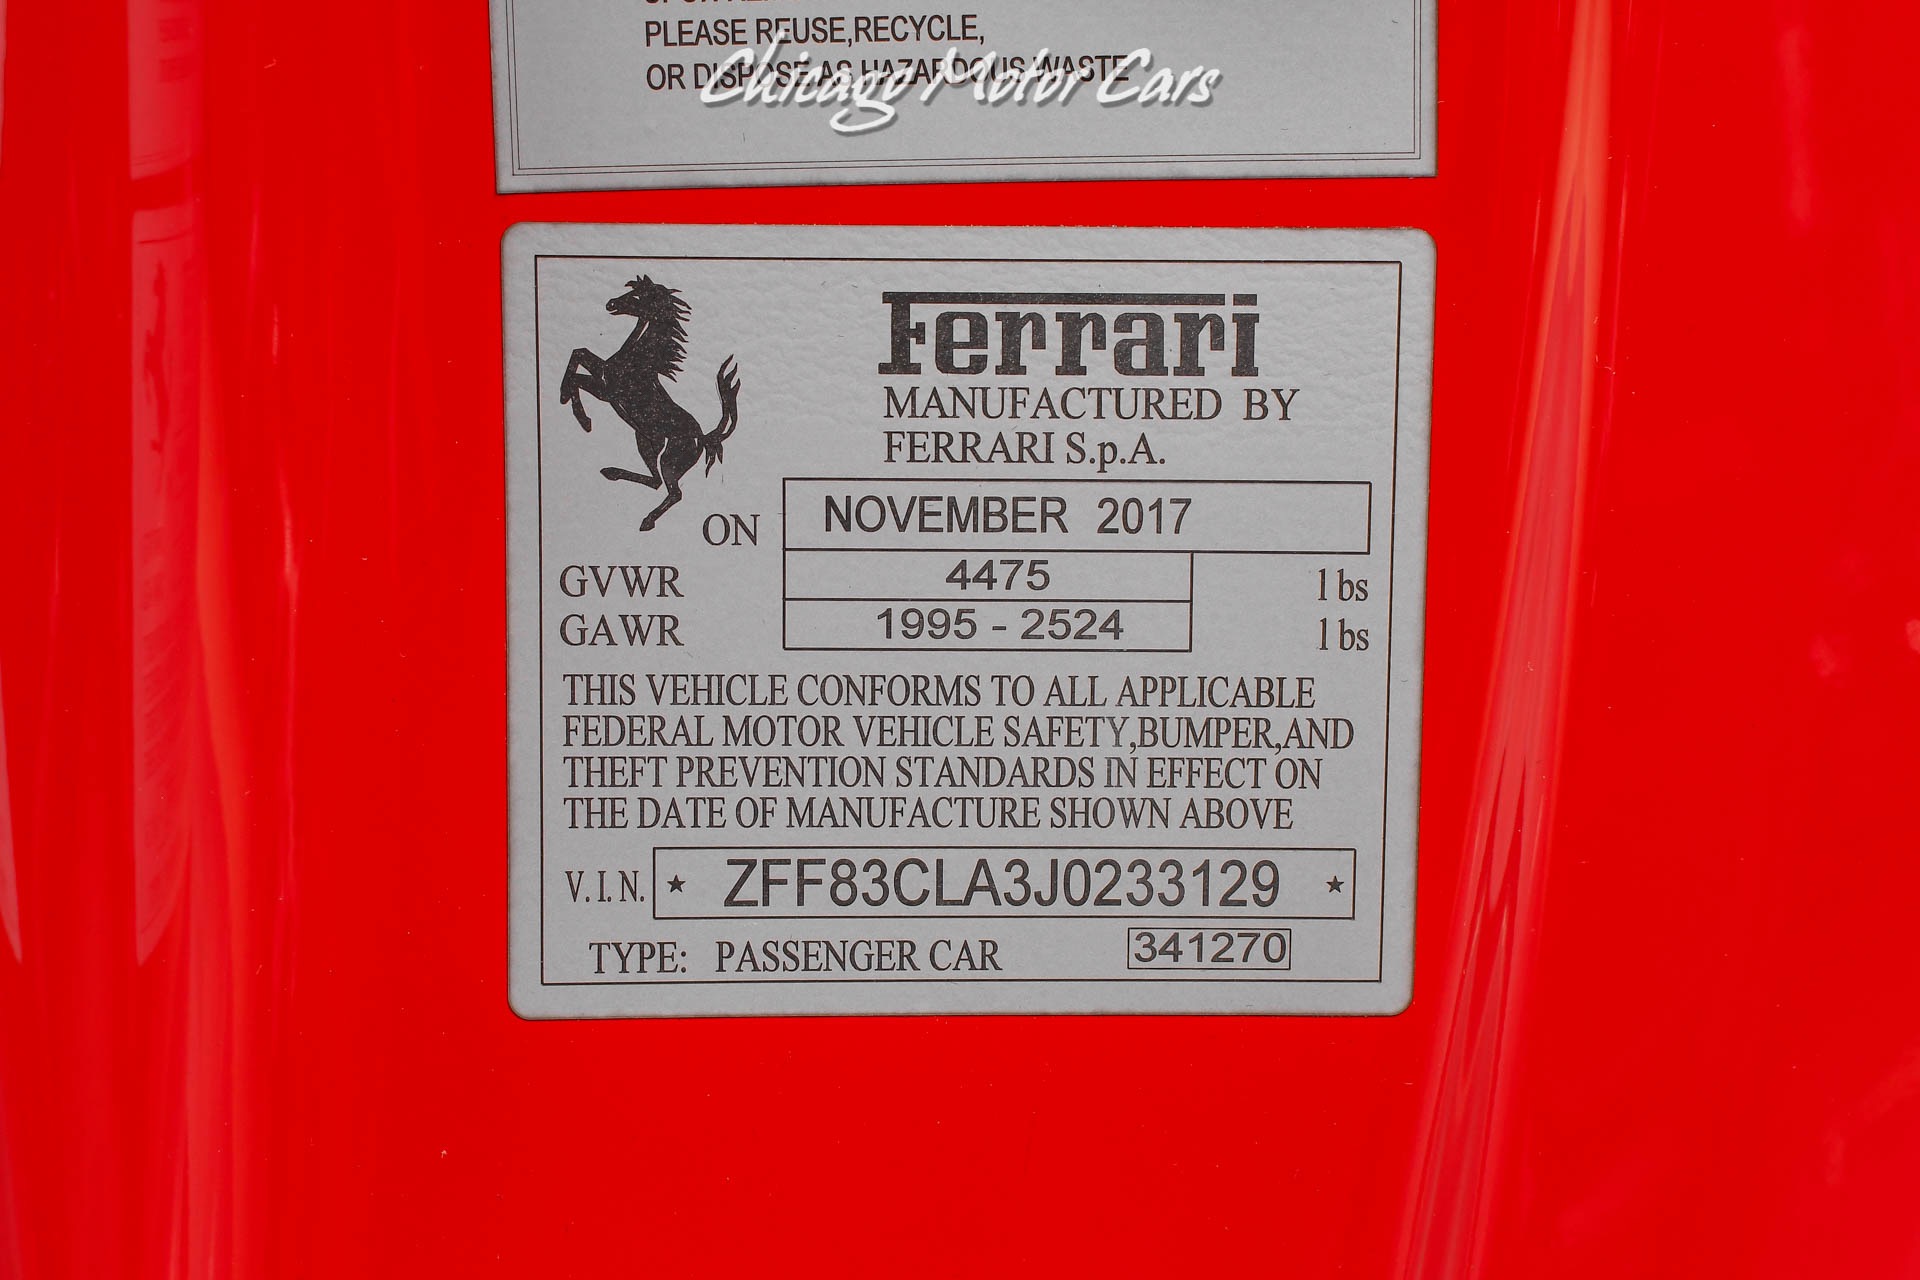 PLEASE REUSE,RECYCLE,
OR DISPOSE AS HAZARDOUS WASTE
Chicago Motor Cars
Ferrari
MANUFACTURED BY
FERRARI S.p.A.
ON NOVEMBER 2017
GVWR 4475 lbs
GAWR 1995 - 2524 lbs
THIS VEHICLE CONFORMS TO ALL APPLICABLE
FEDERAL MOTOR VEHICLE SAFETY,BUMPER,AND
THEFT PREVENTION STANDARDS IN EFFECT ON
THE DATE OF MANUFACTURE SHOWN ABOVE
V.I.N. ★ ZFF83CLA3J0233129 ★
TYPE: PASSENGER CAR 341270